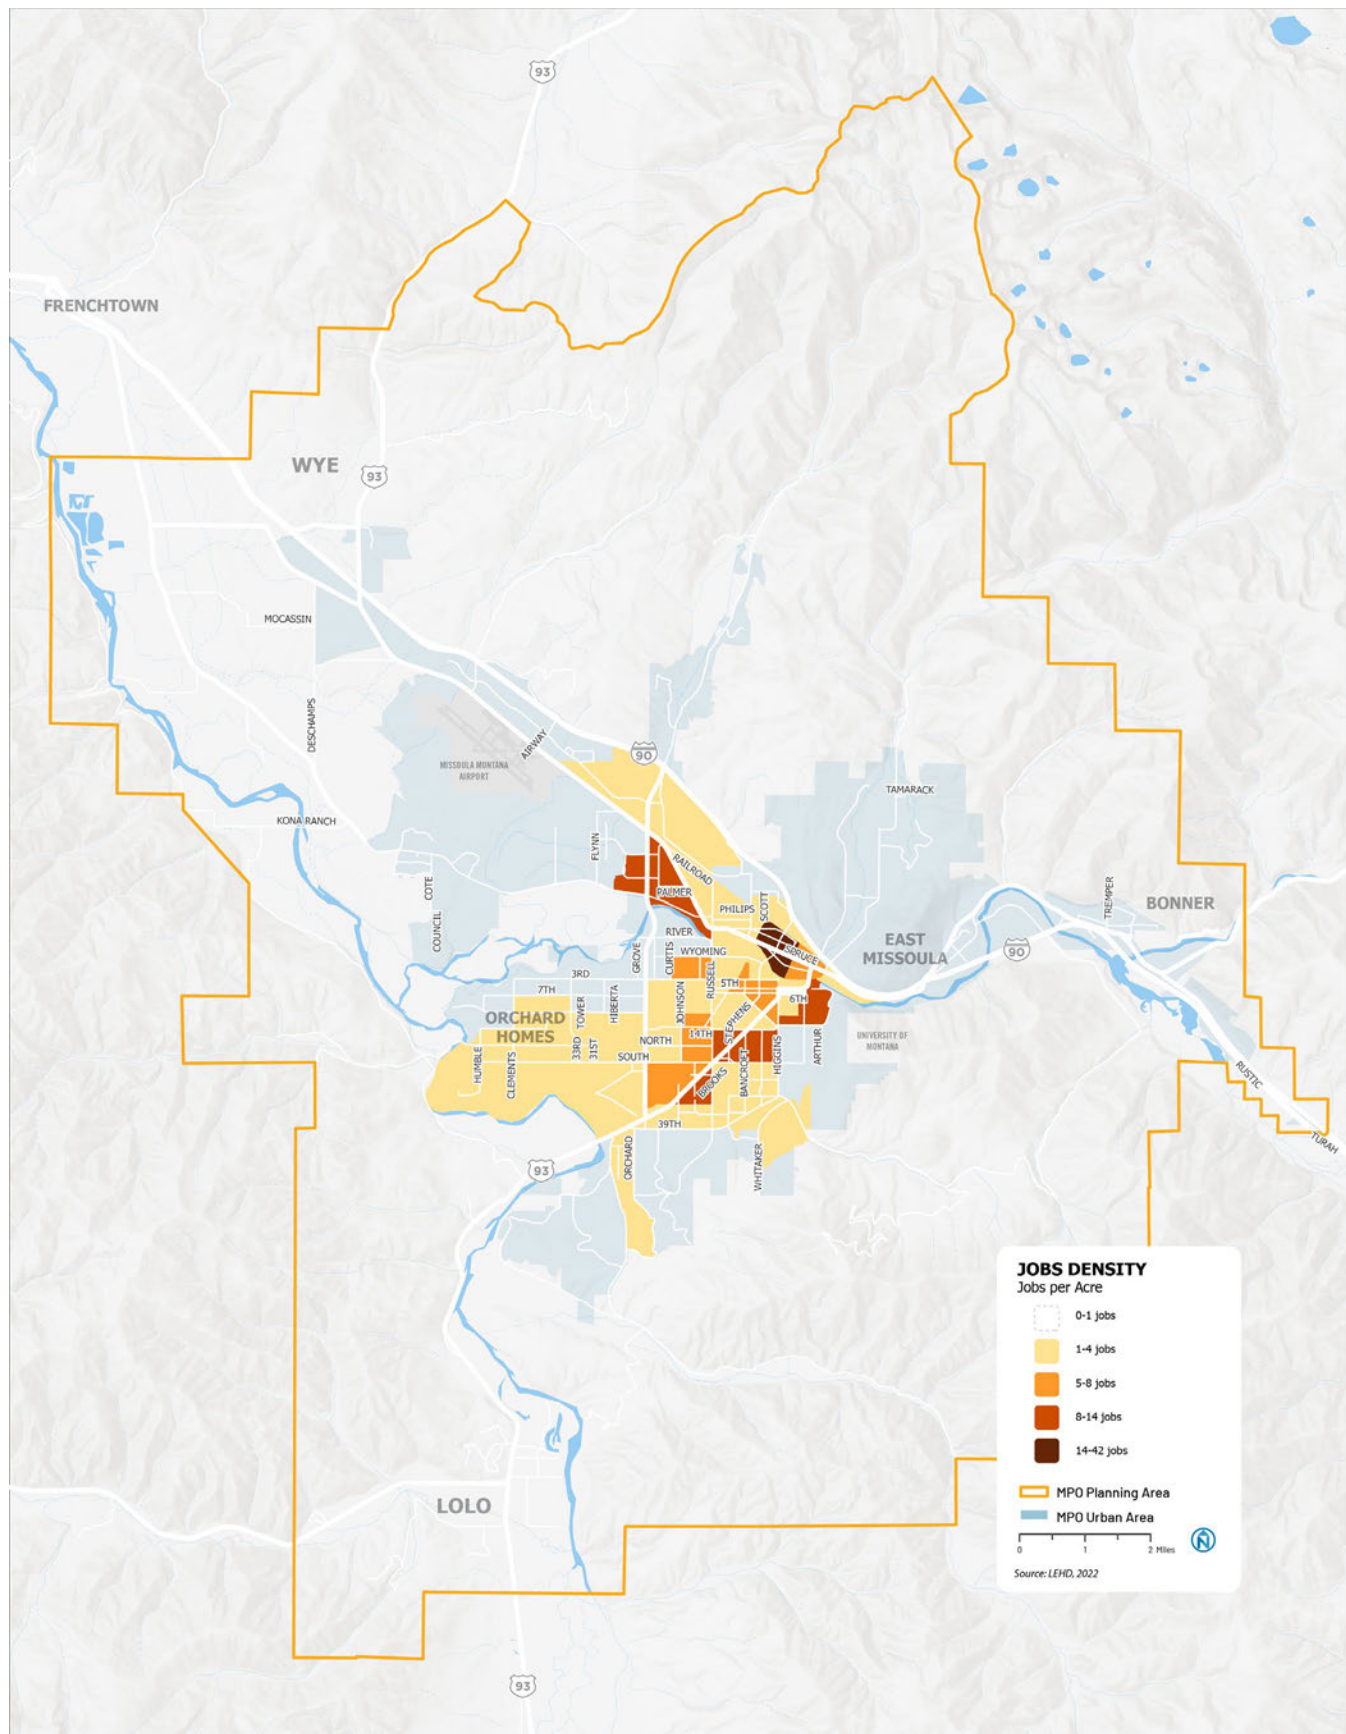 93
FRENCHTOWN
WYE
93
MOCASSIN
DESCHAMPS
AIRWAY
90
MISSOULA MONTANA
AIRPORT
TAMARACK
KONA RANCH
FLYNN
RAILROAD
COTE
PALMER
SCOTT
TREMPER
BONNER
PHILIPS
COUNCIL
RIVER
EAST
MISSOULA
90
GROVE
CURTIS
WYOMING
SPRUCE
3RD
RUSSELL
5TH
7TH
HIBERTA
JOHNSON
6TH
TOWER
ORCHARD
HOMES
STEPHENS
14TH
NORTH
33RD
31ST
SOUTH
HIGGINS
ARTHUR
UNIVERSITY OF
MONTANA
HUMBLE
CLEMENTS
BANCROFT
BROOKS
RUSTIC
39TH
TURAH
ORCHARD
WHITAKER
93
JOBS DENSITY
Jobs per Acre
0-1 jobs
1-4 jobs
5-8 jobs
8-14 jobs
14-42 jobs
MPO Planning Area
MPO Urban Area
0 1 2 Miles
N
Source: LEHD, 2022
LOLO
93